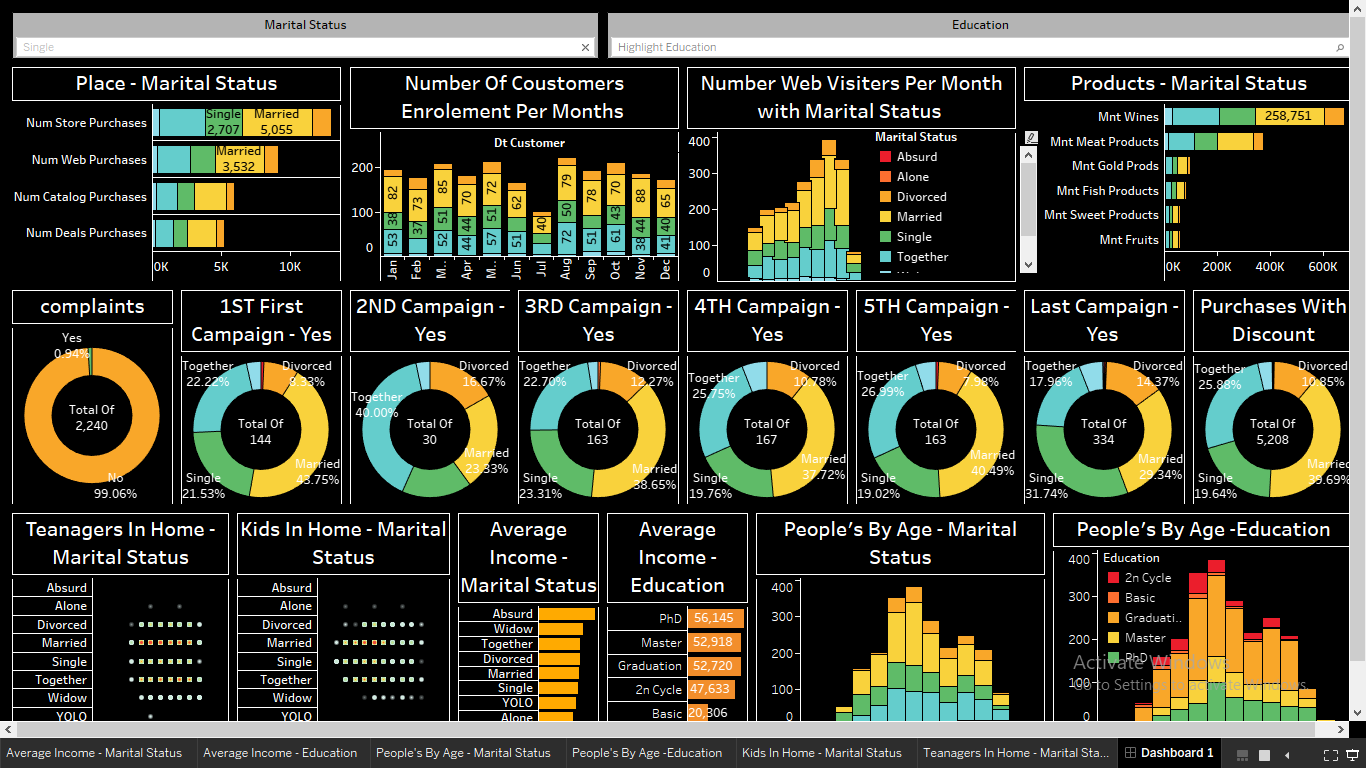 Marital Status
Education
Single
Highlight Education
Place - Marital Status
Num Store Purchases
Single
2,707
Married
5,055
Num Web Purchases
Married
3,532
Num Catalog Purchases
Num Deals Purchases
0K 5K 10K
Number Of Coustomers
Enrolement Per Months
Dt Customer
200
100
0
82 73 85 70 72 62 40 79 78 70 88 65
38 37 51 44 51 50 43 44 40
53 52 44 57 51 72 51 61 38 41
Jan Feb M.. Apr M.. Jun Jul Aug Sep Oct Nov Dec
Number Web Visiters Per Month
with Marital Status
400
300
200
100
0
Marital Status
Absurd
Alone
Divorced
Married
Single
Together
Products - Marital Status
Mnt Wines
258,751
Mnt Meat Products
Mnt Gold Prods
Mnt Fish Products
Mnt Sweet Products
Mnt Fruits
0K 200K 400K 600K
complaints
Yes
0.94%
Total Of
2,240
No
99.06%
1ST First
Campaign - Yes
Together
22.22%
Divorced
8.33%
Total Of
144
Single
21.53%
Married
43.75%
2ND Campaign -
Yes
Divorced
16.67%
Together
40.00%
Total Of
30
Married
23.33%
3RD Campaign -
Yes
Together
22.70%
Divorced
12.27%
Total Of
163
Single
23.31%
Married
38.65%
4TH Campaign -
Yes
Together
25.75%
Divorced
10.78%
Total Of
167
Single
19.76%
Married
37.72%
5TH Campaign -
Yes
Together
26.99%
Divorced
7.98%
Total Of
163
Single
19.02%
Married
40.49%
Last Campaign -
Yes
Together
17.96%
Divorced
14.37%
Total Of
334
Single
31.74%
Married
29.34%
Purchases With
Discount
Together
25.88%
Divorced
10.85%
Total Of
5,208
Single
19.64%
Married
39.69%
Teanagers In Home -
Marital Status
Absurd
Alone
Divorced
Married
Single
Together
Widow
YOLO
Kids In Home - Marital
Status
Absurd
Alone
Divorced
Married
Single
Together
Widow
YOLO
Average
Income -
Marital Status
Absurd
Widow
Together
Divorced
Married
Single
YOLO
Alone
Average
Income -
Education
PhD 56,145
Master 52,918
Graduation 52,720
2n Cycle 47,633
Basic 20,306
People's By Age - Marital
Status
400
300
200
100
0
People's By Age -Education
400
300
200
100
0
Education
2n Cycle
Basic
Graduati..
Master
PhD
Activate Windows
Go to Settings to activate Windows.
Average Income - Marital Status
Average Income - Education
People's By Age - Marital Status
People's By Age -Education
Kids In Home - Marital Status
Teanagers In Home - Marital Sta...
Dashboard 1